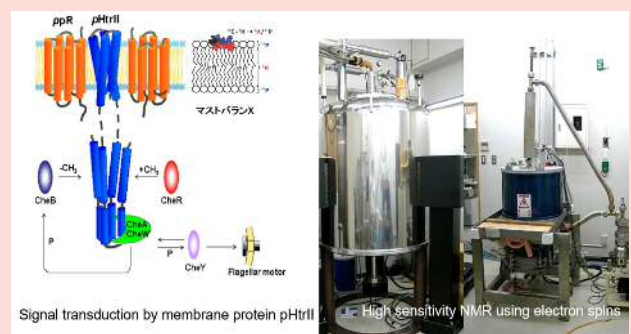 ppR pHtrII
マストパランX
-CH₃
+CH₃
CheB
CheR
CheA
CheW
P
P
CheY
Flagellar motor
Signal transduction by membrane protein pHtrII
High sensitivity NMR using electron spins